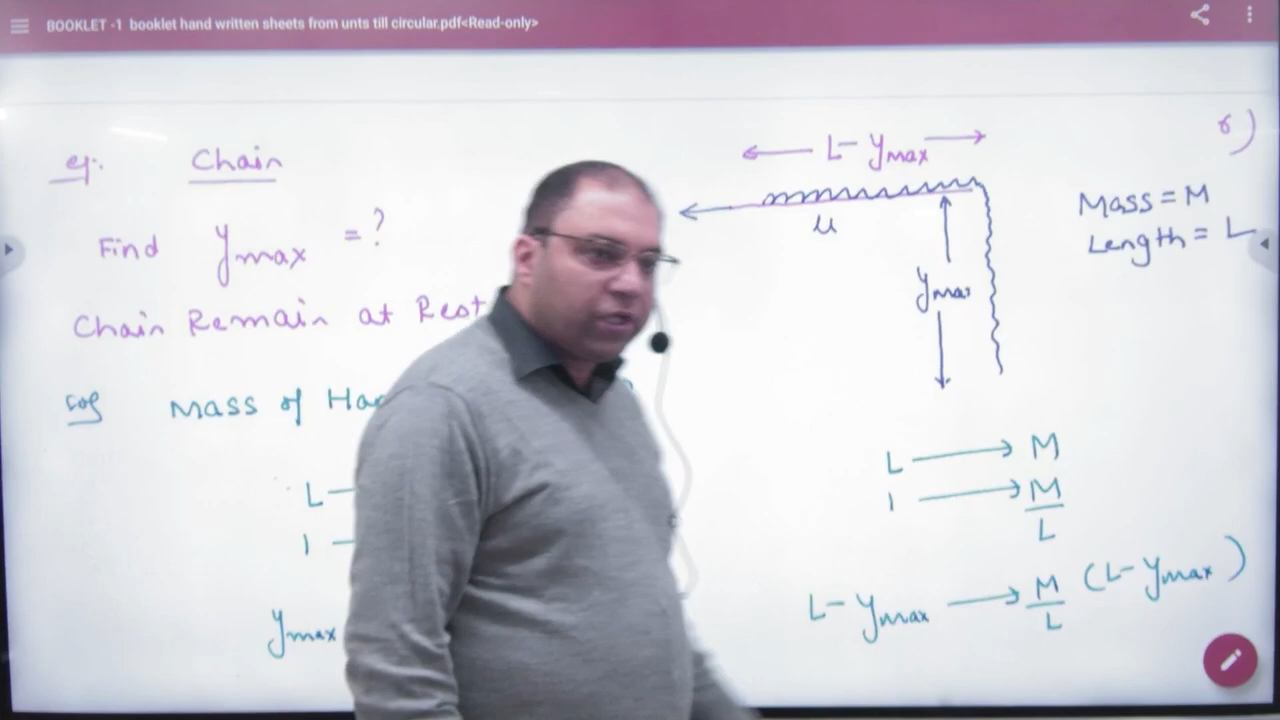 BOOKLET -1 booklet hand written sheets from unts till circular.pdf<Read-only>
eg:. Chain
Find ymax = ?
Chain Remain at Rest
Sol Mass of
L
1
ymax
← L- ymax →
μ
ymax
Mass = M
Length = L
L → M
1 → M/L
L- ymax → M/L (L- ymax)